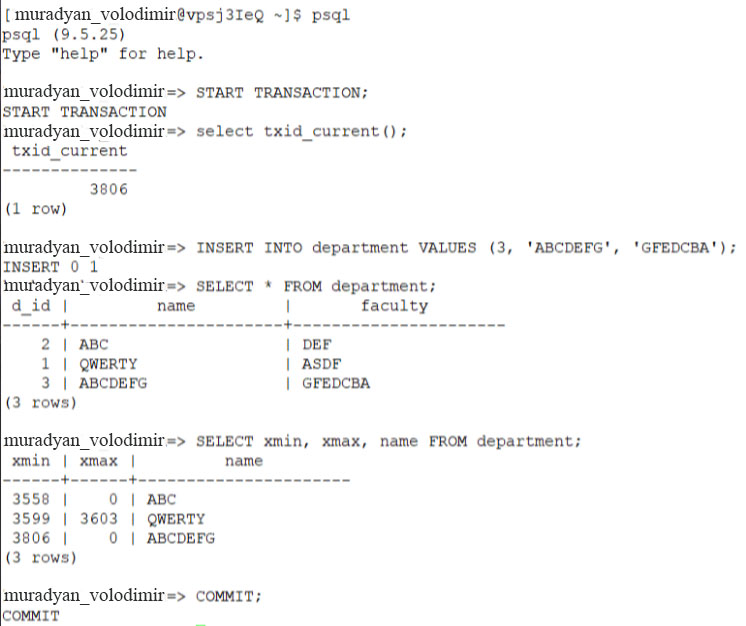 [muradyan_volodimir@vpsj3IeQ ~]$ psql
psql (9.5.25)
Type "help" for help.
muradyan_volodimir=> START TRANSACTION;
START TRANSACTION
muradyan_volodimir=> select txid_current();
txid_current
--------------
3806
(1 row)
muradyan_volodimir=> INSERT INTO department VALUES (3, 'ABCDEFG', 'GFEDCBA');
INSERT 0 1
muradyan_volodimir=> SELECT * FROM department;
d_id | name | faculty
------+----------------------+----------------------
2 | ABC | DEF
1 | QWERTY | ASDF
3 | ABCDEFG | GFEDCBA
(3 rows)
muradyan_volodimir=> SELECT xmin, xmax, name FROM department;
xmin | xmax | name
------+------+----------------------
3558 | 0 | ABC
3599 | 3603 | QWERTY
3806 | 0 | ABCDEFG
(3 rows)
muradyan_volodimir=> COMMIT;
COMMIT